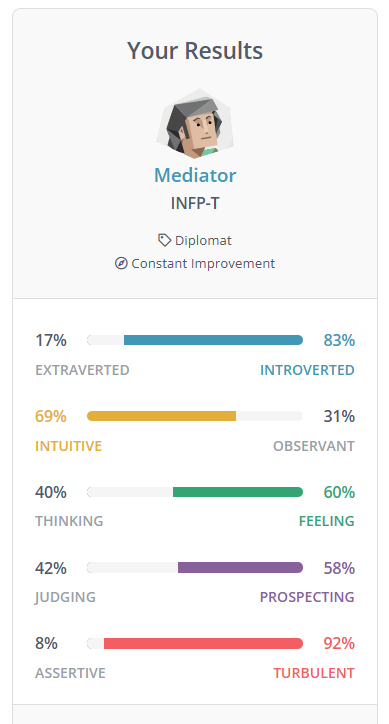 Your Results
Mediator
INFP-T
Diplomat
Constant Improvement
17% 83%
EXTRAVERTED INTROVERTED
69% 31%
INTUITIVE OBSERVANT
40% 60%
THINKING FEELING
42% 58%
JUDGING PROSPECTING
8% 92%
ASSERTIVE TURBULENT